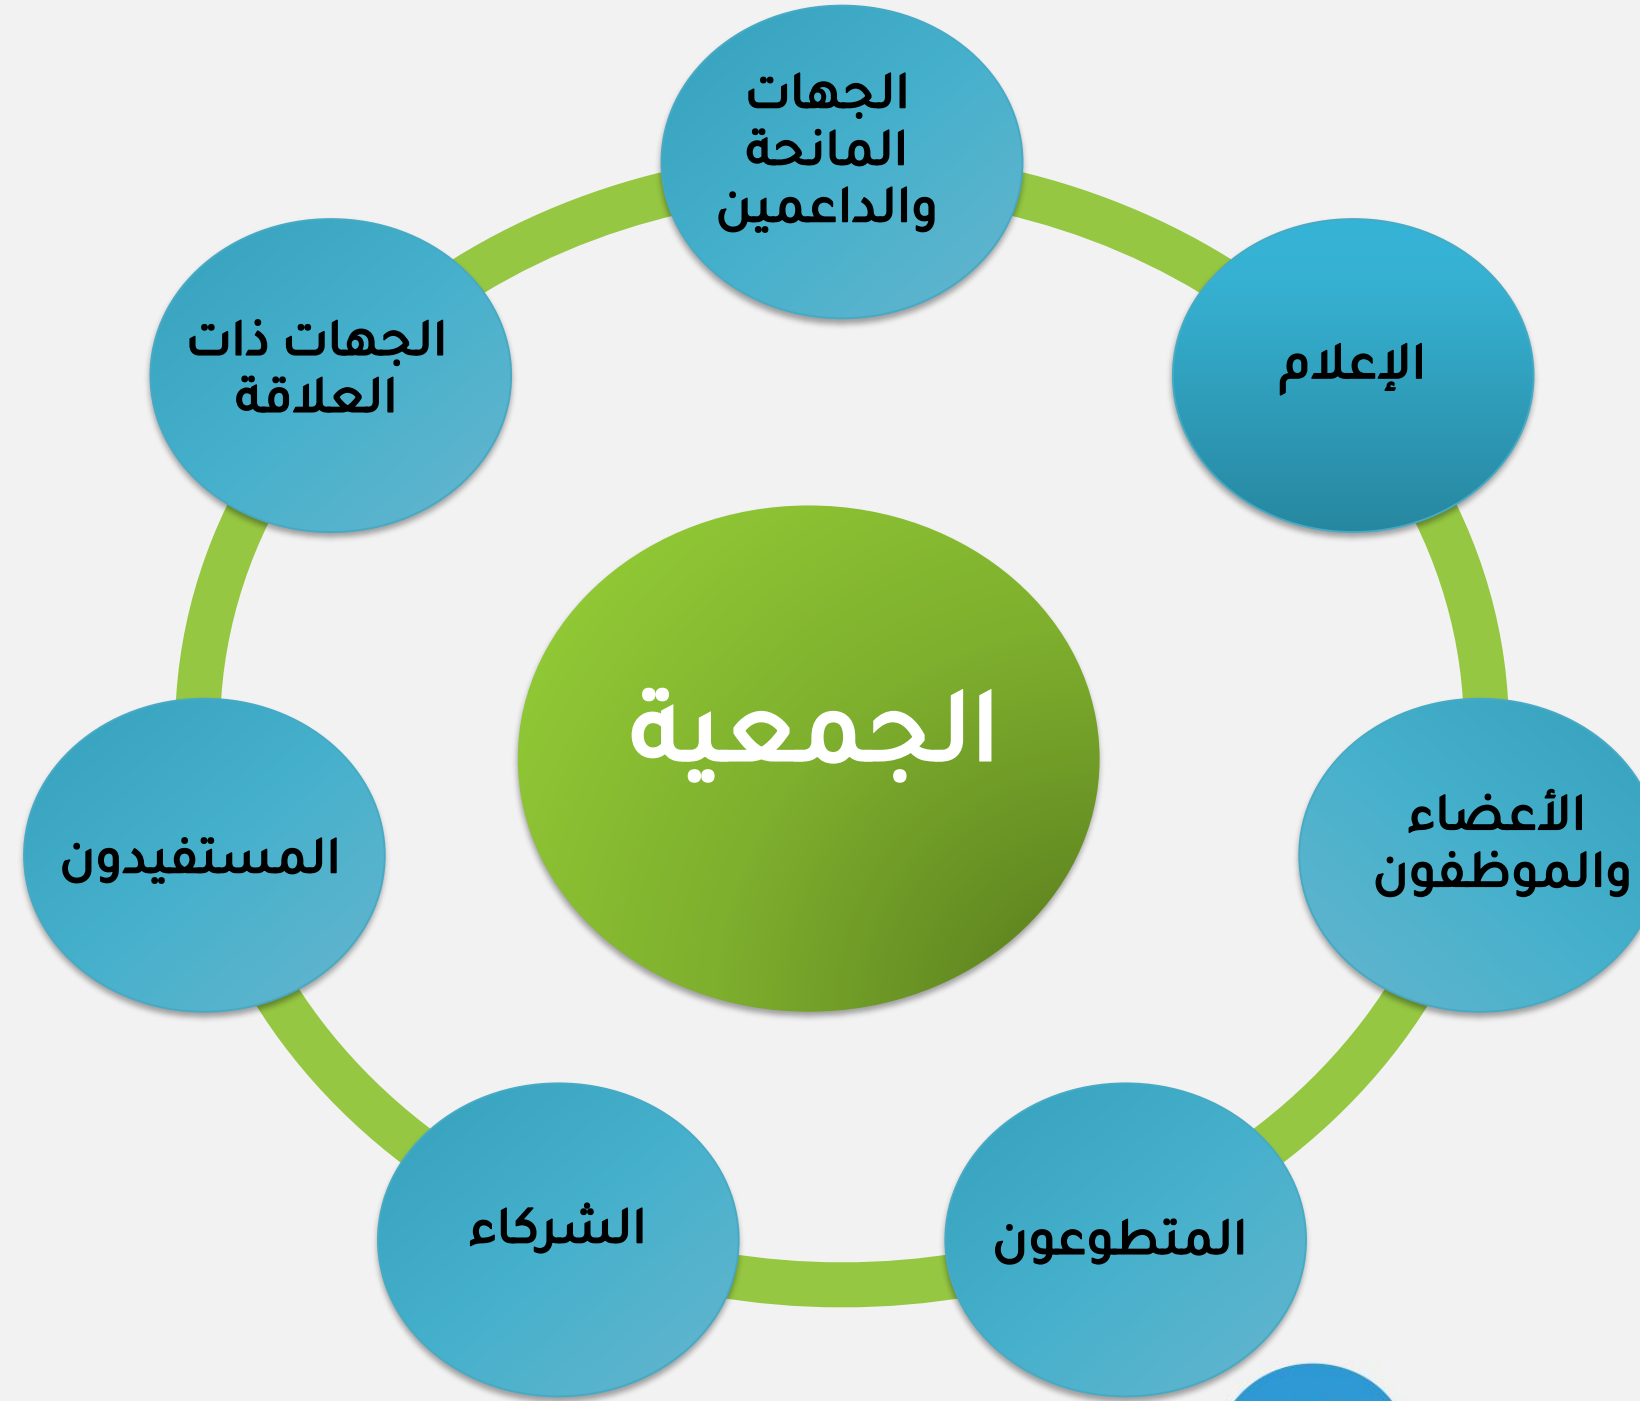 الجهات
المانحة
والداعمين
الإعلام
الجهات ذات
العلاقة
الجمعية
الأعضاء
والموظفون
المستفيدون
المتطوعون
الشركاء